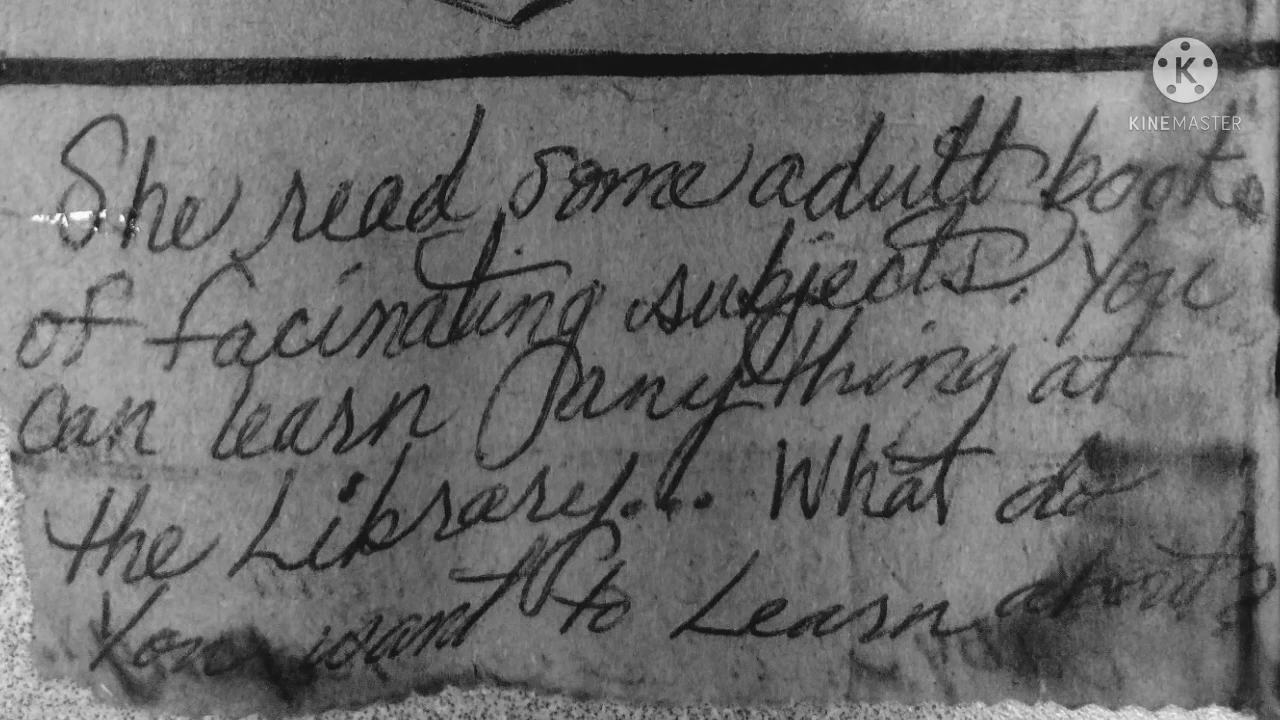 KINEMASTER
She read some adult books
of facinating subjects. You
can learn anything at
the Library... What do
You want to Learn about?